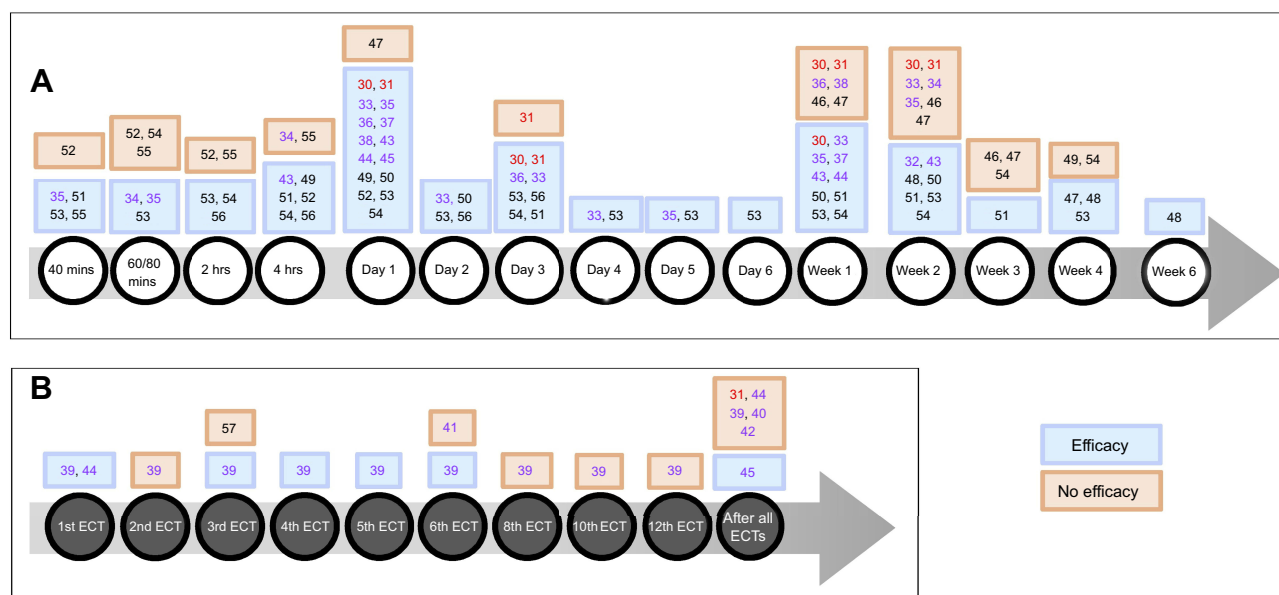 A
52
35, 51
53, 55
40 mins
52, 54
55
34, 35
53
60/80
mins
52, 55
53, 54
56
2 hrs
34, 55
43, 49
51, 52
54, 56
4 hrs
47
30, 31
33, 35
36, 37
38, 43
44, 45
49, 50
52, 53
54
Day 1
33, 50
53, 56
Day 2
31
30, 31
36, 33
53, 56
54, 51
Day 3
33, 53
Day 4
35, 53
Day 5
53
Day 6
30, 31
36, 38
46, 47
30, 33
35, 37
43, 44
50, 51
53, 54
Week 1
30, 31
33, 34
35, 46
47
32, 43
48, 50
51, 53
54
Week 2
46, 47
54
51
Week 3
49, 54
47, 48
53
Week 4
48
Week 6
B
39, 44
1st ECT
39
2nd ECT
57
39
3rd ECT
39
4th ECT
39
5th ECT
41
39
6th ECT
39
8th ECT
39
10th ECT
39
12th ECT
31, 44
39, 40
42
45
After all
ECTs
Efficacy
No efficacy